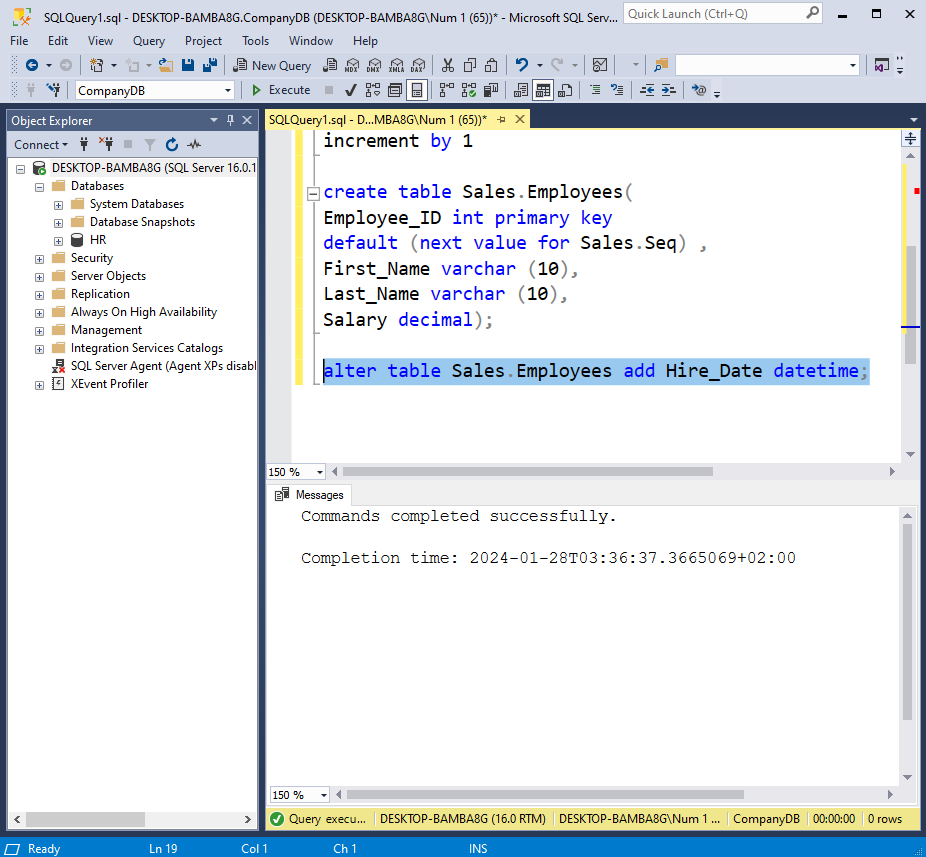 SQLQuery1.sql - DESKTOP-BAMBA8G.CompanyDB (DESKTOP-BAMBA8G\Num 1 (65))* - Microsoft SQL Serv...
Quick Launch (Ctrl+Q)
File Edit View Query Project Tools Window Help
New Query MDX DMX XMLA DAX
CompanyDB Execute
Object Explorer
SQLQuery1.sql - D...MBA8G\Num 1 (65))*
Connect
DESKTOP-BAMBA8G (SQL Server 16.0.1
Databases
System Databases
Database Snapshots
HR
Security
Server Objects
Replication
Always On High Availability
Management
Integration Services Catalogs
SQL Server Agent (Agent XPs disabl
XEvent Profiler
increment by 1
create table Sales.Employees(
Employee_ID int primary key
default (next value for Sales.Seq) ,
First_Name varchar (10),
Last_Name varchar (10),
Salary decimal);
alter table Sales.Employees add Hire_Date datetime;
150 %
Messages
Commands completed successfully.
Completion time: 2024-01-28T03:36:37.3665069+02:00
150 %
Query execu... DESKTOP-BAMBA8G (16.0 RTM) DESKTOP-BAMBA8G\Num 1 ... CompanyDB 00:00:00 0 rows
Ready Ln 19 Col 1 Ch 1 INS